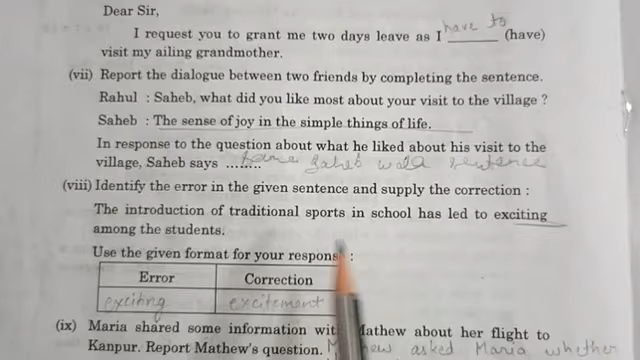 Dear Sir,
I request you to grant me two days leave as I have to (have)
visit my ailing grandmother.
(vii) Report the dialogue between two friends by completing the sentence.
Rahul : Saheb, what did you like most about your visit to the village ?
Saheb : The sense of joy in the simple things of life.
In response to the question about what he liked about his visit to the
village, Saheb says ........ Saheb wala sentence
(viii) Identify the error in the given sentence and supply the correction :
The introduction of traditional sports in school has led to exciting
among the students.
Use the given format for your response :
Error Correction
exciting excitement
(ix) Maria shared some information with Mathew about her flight to
Kanpur. Report Mathew's question. asked Maria whether